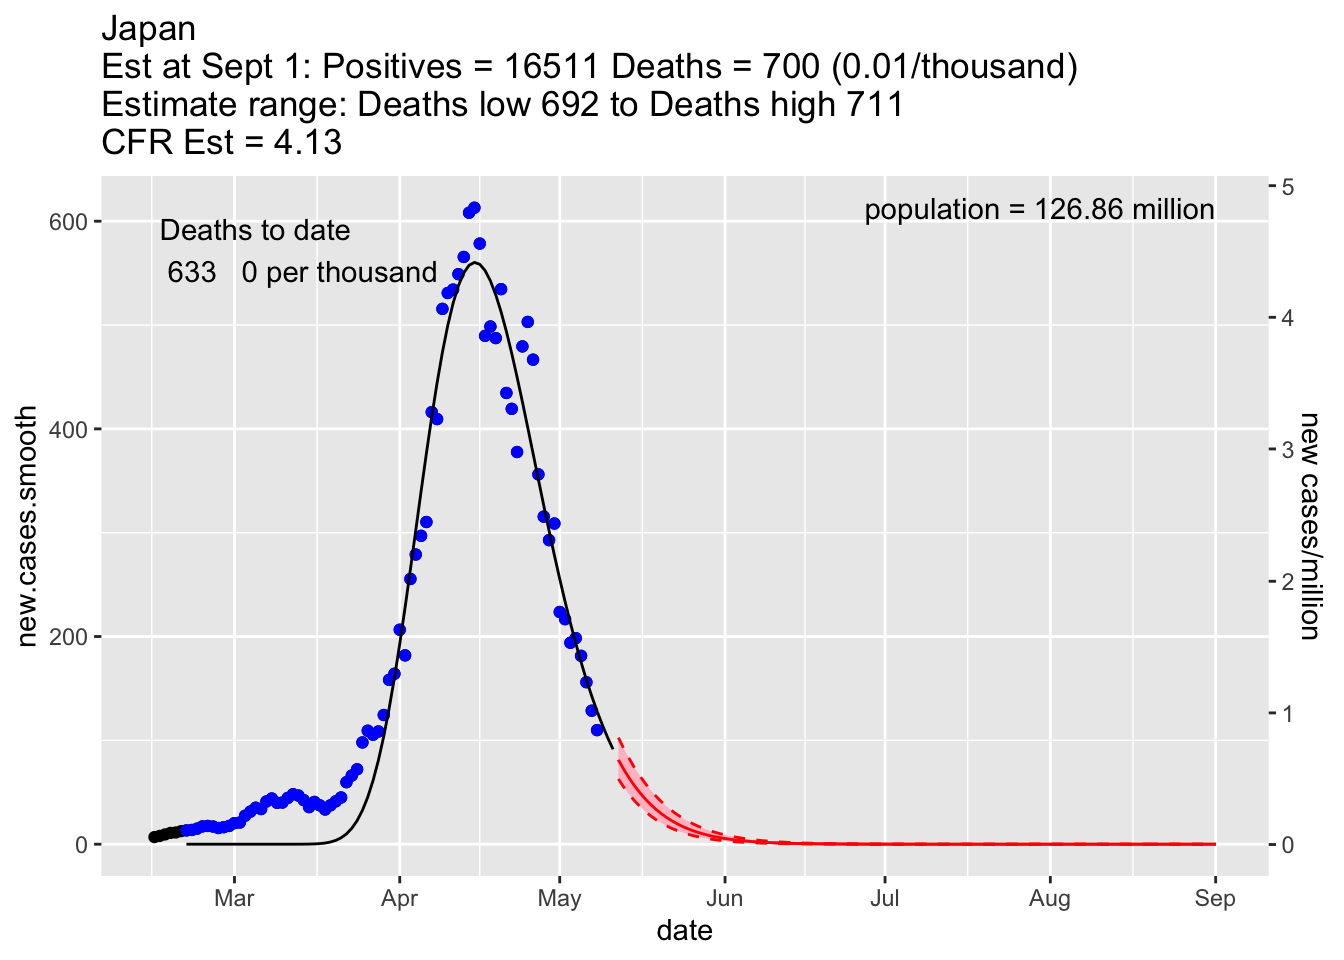 Japan
Est at Sept 1: Positives = 16511 Deaths = 700 (0.01/thousand)
Estimate range: Deaths low 692 to Deaths high 711
CFR Est = 4.13
Deaths to date
633 0 per thousand
population = 126.86 million
new.cases.smooth
600
400
200
0
5
4
3
2
1
0
new cases/million
Mar Apr May Jun Jul Aug Sep
date